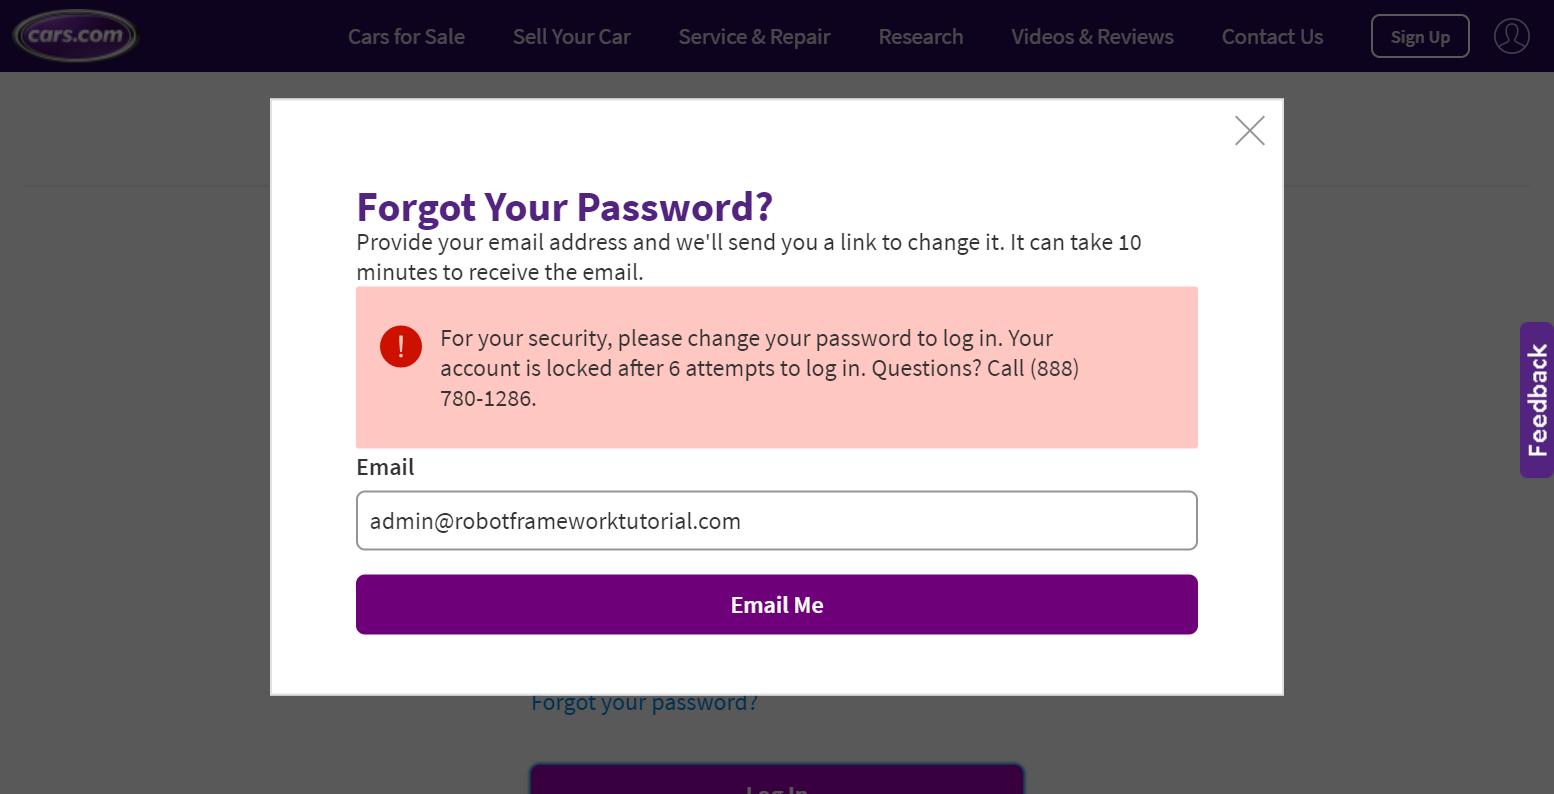 cars.com
Cars for Sale Sell Your Car Service & Repair Research Videos & Reviews Contact Us Sign Up
Forgot Your Password?
Provide your email address and we'll send you a link to change it. It can take 10
minutes to receive the email.
For your security, please change your password to log in. Your
account is locked after 6 attempts to log in. Questions? Call (888)
780-1286.
Email
admin@robotframeworktutorial.com
Email Me
Feedback
Forgot your password?
Log In